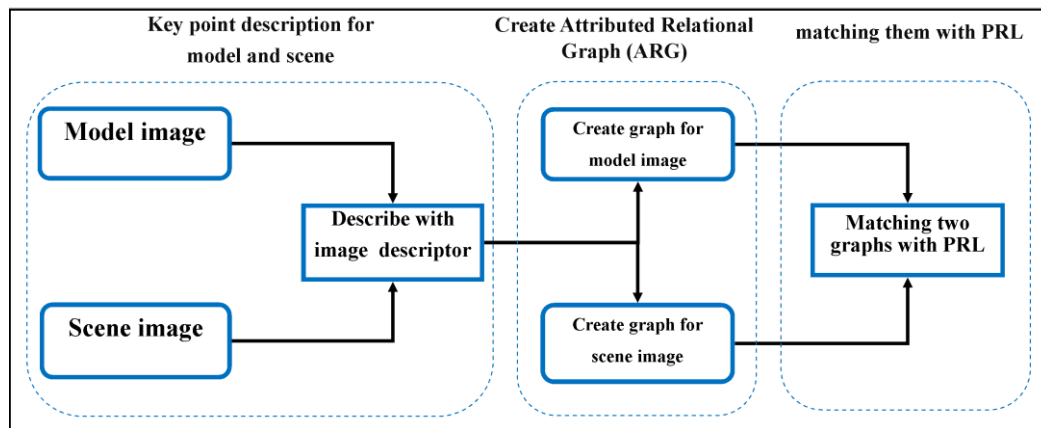 Key point description for
model and scene
Create Attributed Relational
Graph (ARG)
matching them with PRL
Model image
Scene image
Describe with
image descriptor
Create graph for
model image
Create graph for
scene image
Matching two
graphs with PRL